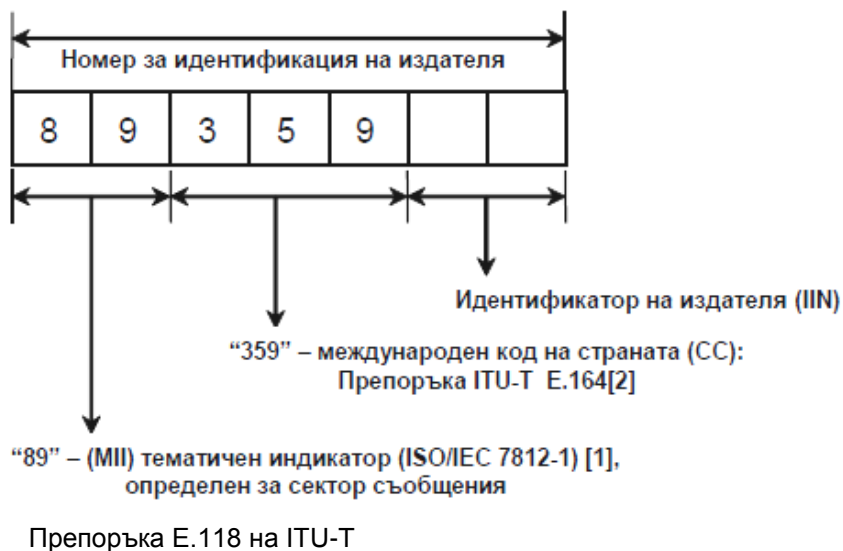 Номер за идентификация на издателя
8 9 3 5 9
Идентификатор на издателя (IIN)
“359” – международен код на страната (CC):
Препоръка ITU-T E.164[2]
“89” – (MII) тематичен индикатор (ISO/IEC 7812-1) [1],
определен за сектор съобщения
Препоръка E.118 на ITU-T